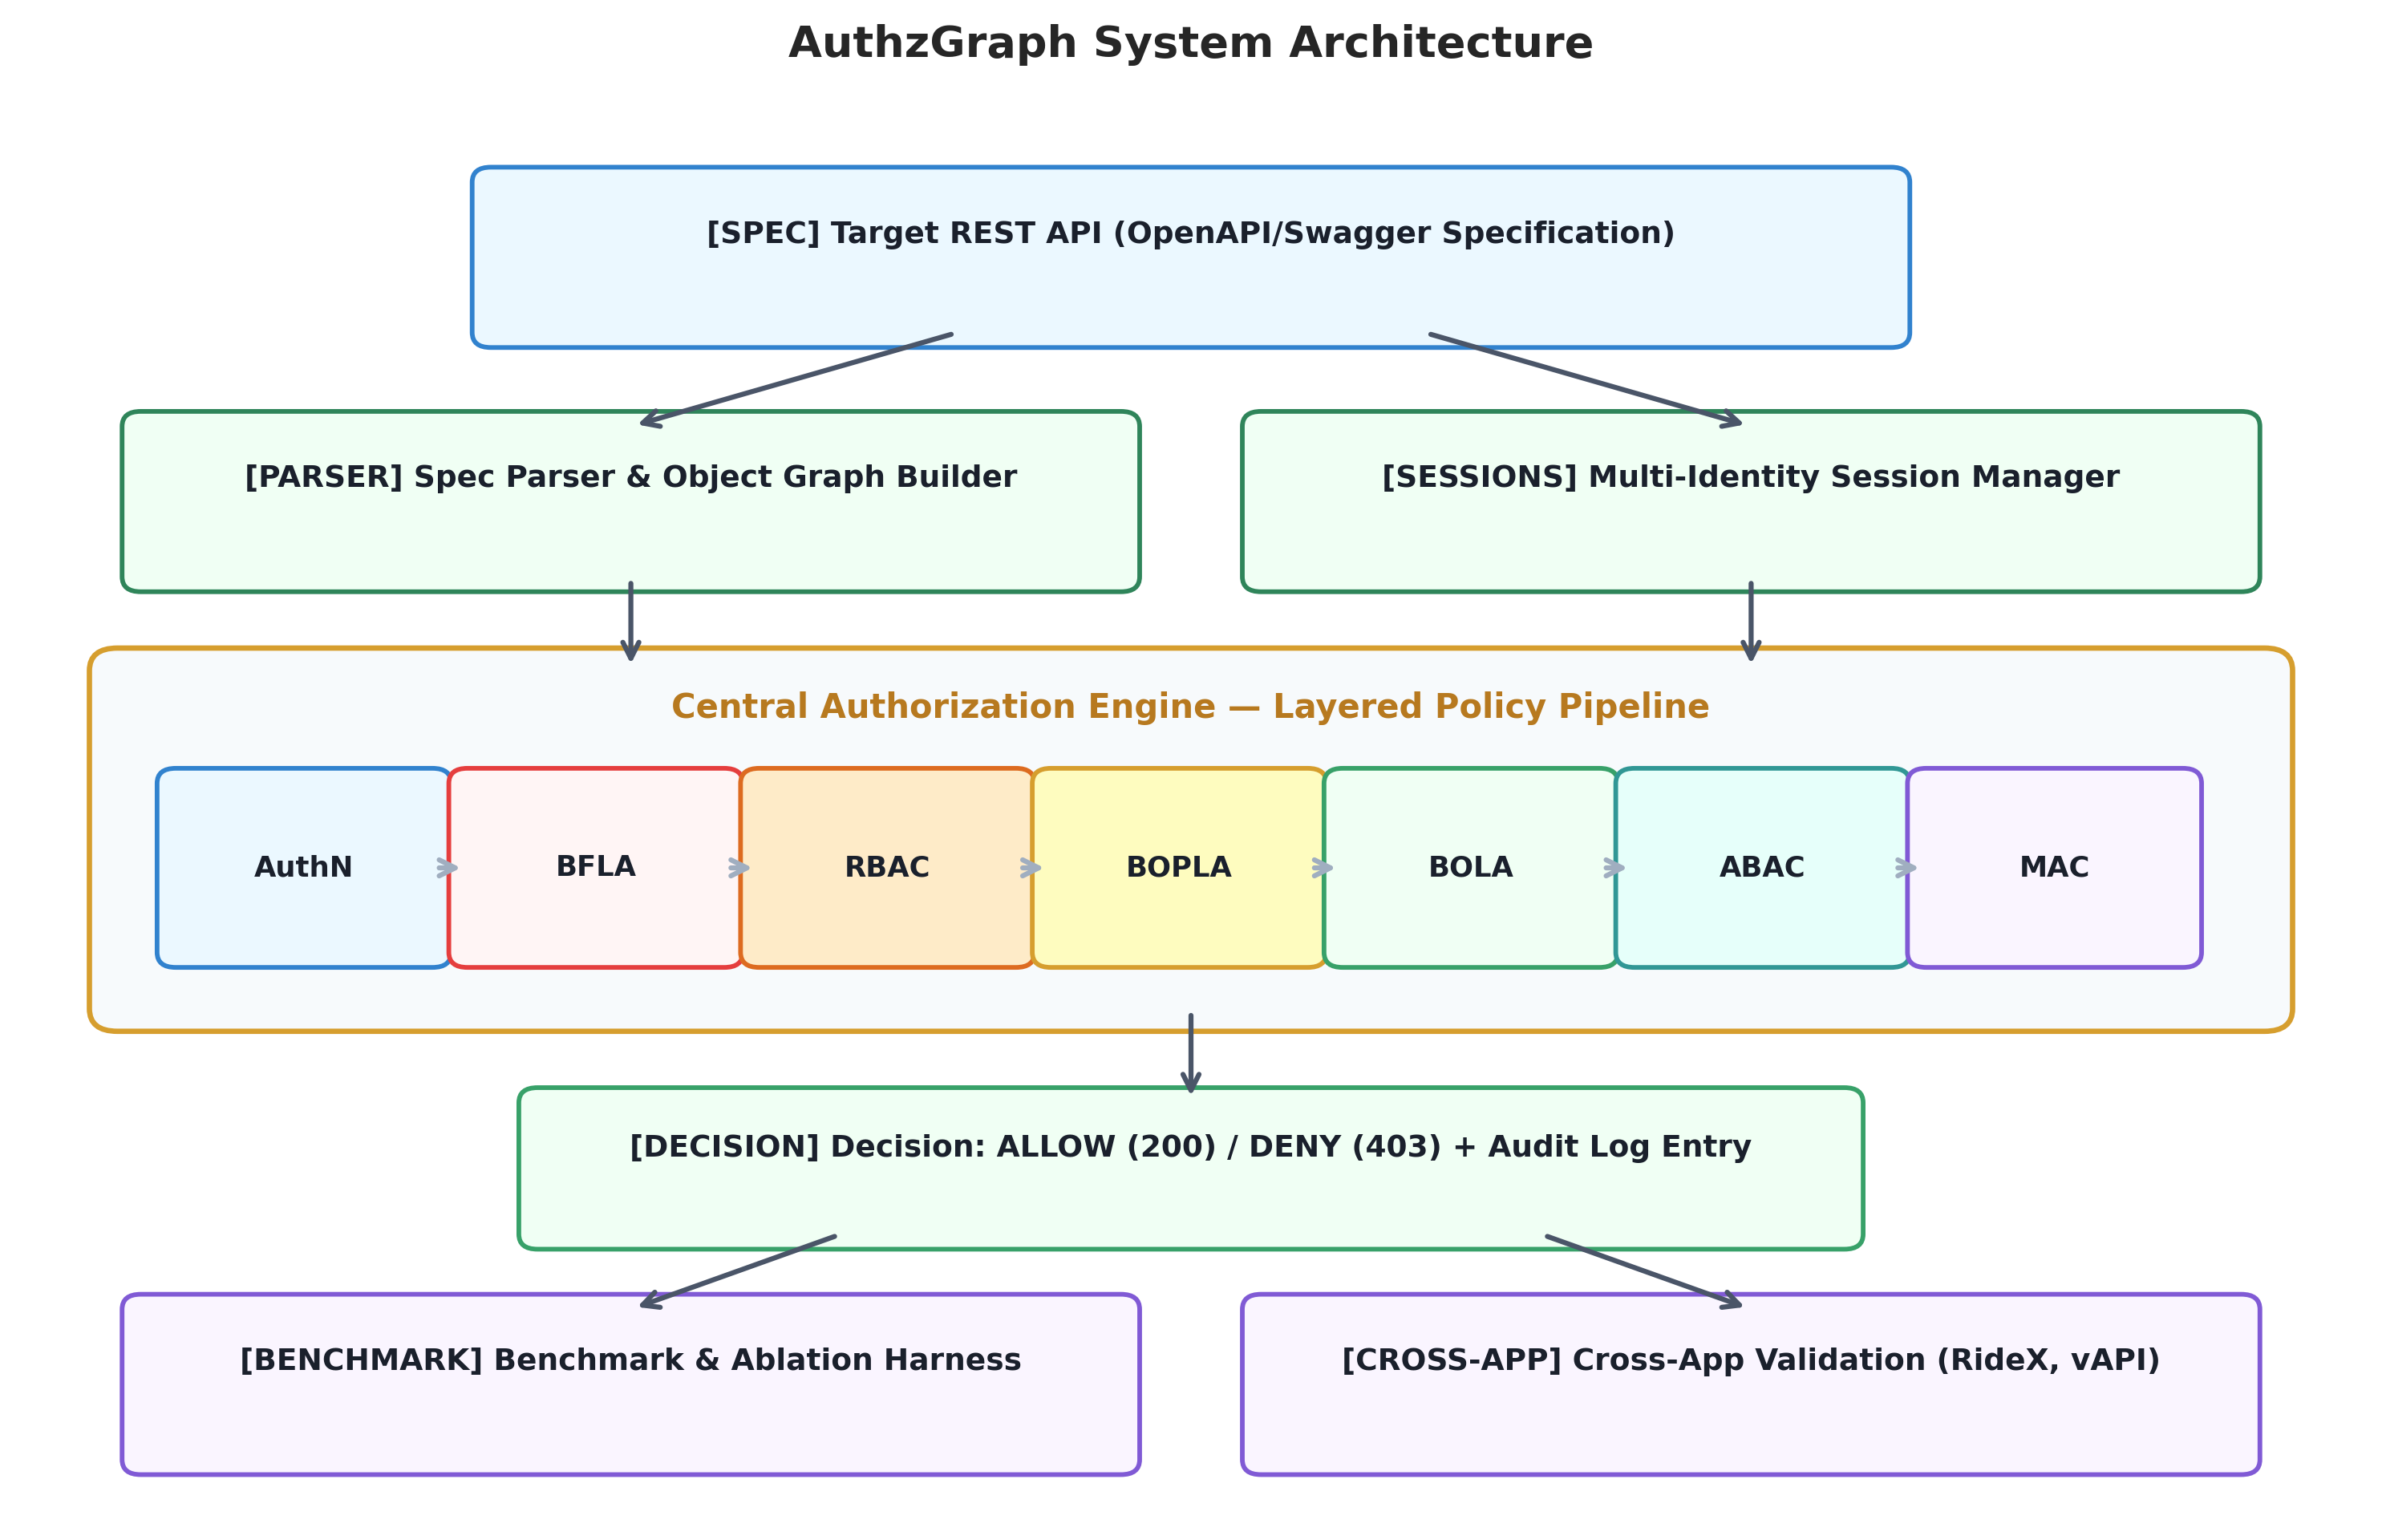 AuthzGraph System Architecture
[SPEC] Target REST API (OpenAPI/Swagger Specification)
[PARSER] Spec Parser & Object Graph Builder
[SESSIONS] Multi-Identity Session Manager
Central Authorization Engine — Layered Policy Pipeline
AuthN
BFLA
RBAC
BOPLA
BOLA
ABAC
MAC
[DECISION] Decision: ALLOW (200) / DENY (403) + Audit Log Entry
[BENCHMARK] Benchmark & Ablation Harness
[CROSS-APP] Cross-App Validation (RideX, vAPI)